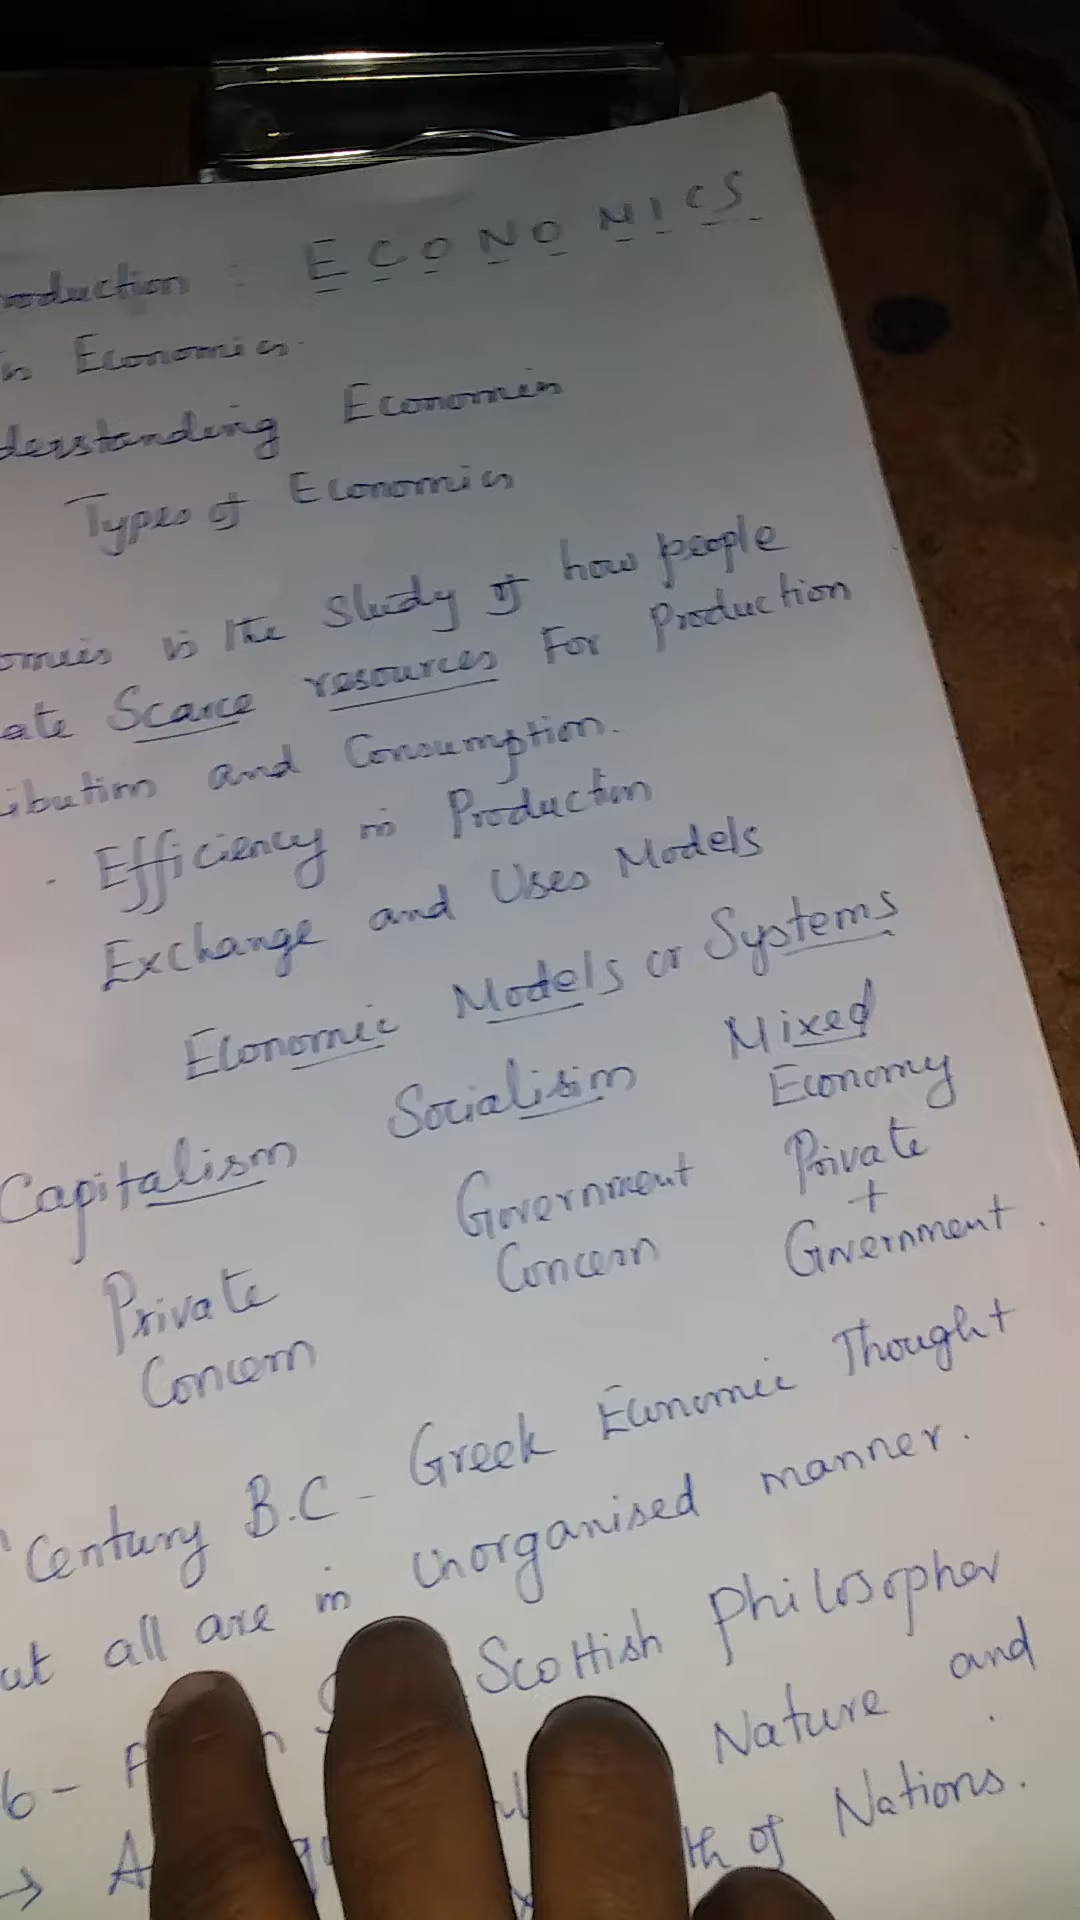 roduction : ECONOMICS
is Economics.
derstanding Economics
Types of Economics
omics is the study of how people
ate Scarce resources For Production
ibution and Consumption.
. Efficiency in Production
Exchange and Uses Models
Economic Models or Systems
Capitalism Socialisim Mixed Economy
Private Concern Government Concern Private + Government.
Century B.C - Greek Economic Thought
ut all are in unorganised manner.
6 - Scottish Philosopher
→ A Nature and
th of Nations.